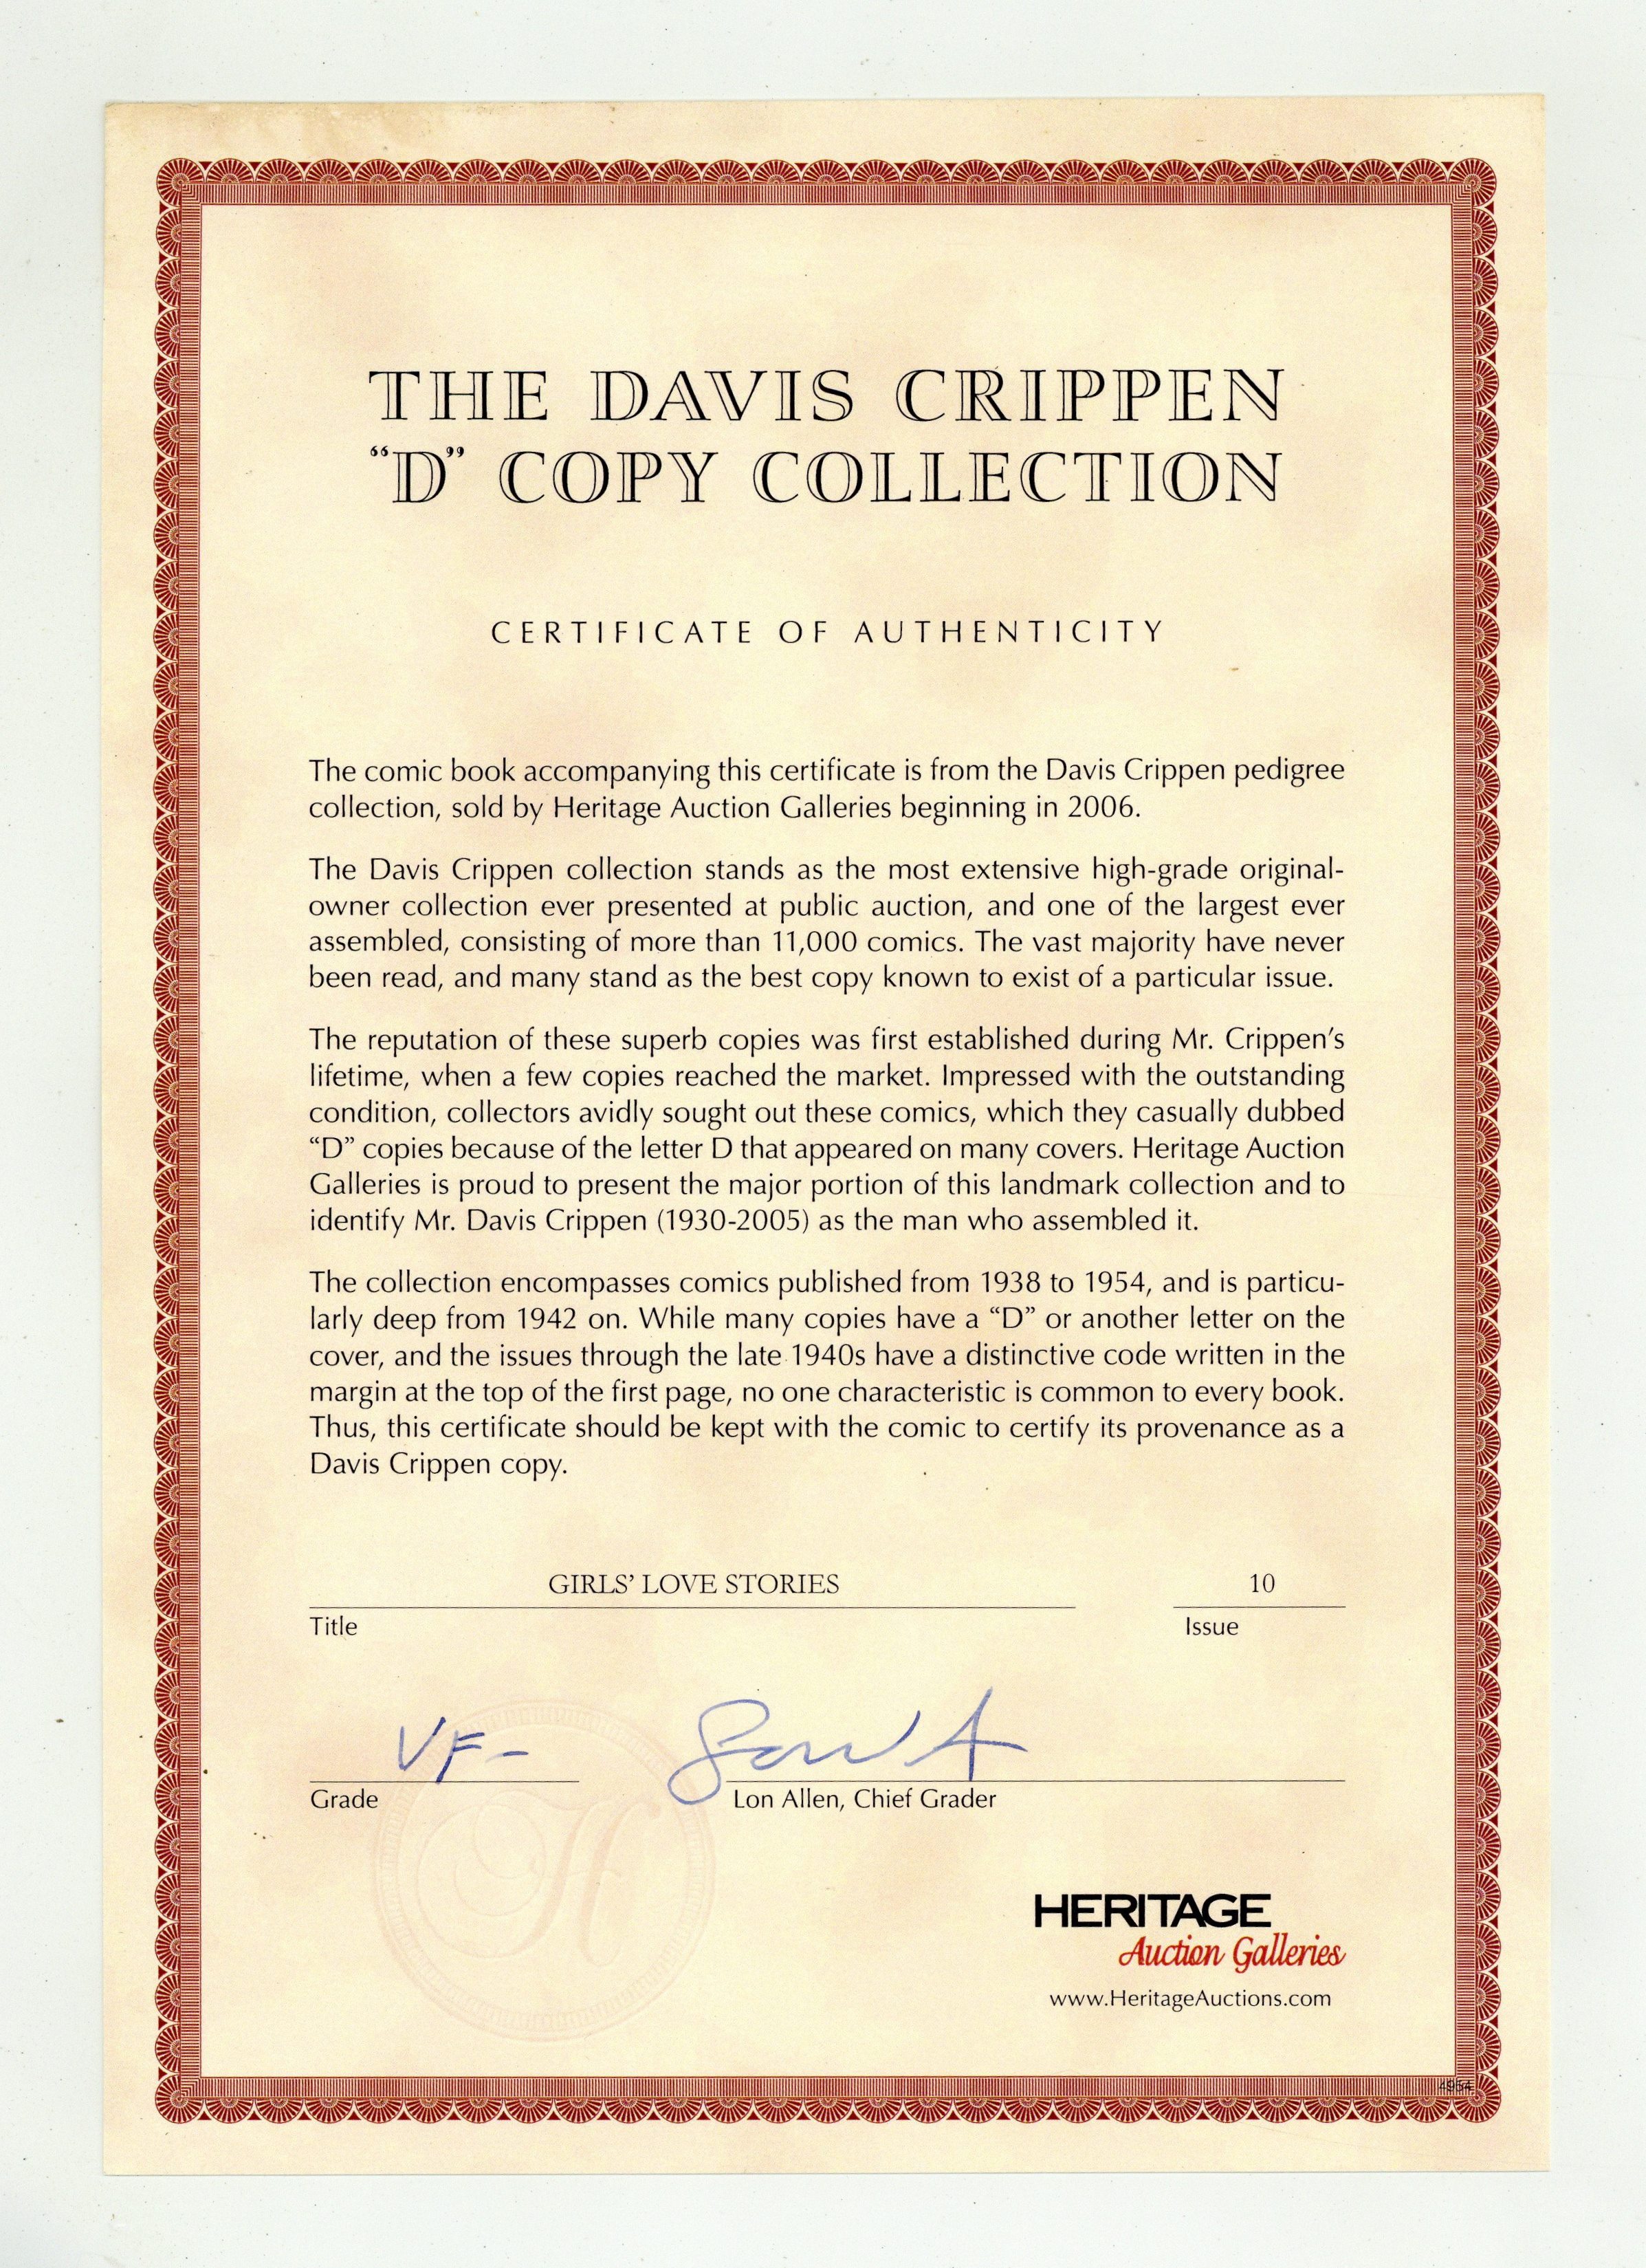 THE DAVIS CRIPPEN
“D” COPY COLLECTION
CERTIFICATE OF AUTHENTICITY
The comic book accompanying this certificate is from the Davis Crippen pedigree
collection, sold by Heritage Auction Galleries beginning in 2006.
The Davis Crippen collection stands as the most extensive high-grade original-
owner collection ever presented at public auction, and one of the largest ever
assembled, consisting of more than 11,000 comics. The vast majority have never
been read, and many stand as the best copy known to exist of a particular issue.
The reputation of these superb copies was first established during Mr. Crippen’s
lifetime, when a few copies reached the market. Impressed with the outstanding
condition, collectors avidly sought out these comics, which they casually dubbed
“D” copies because of the letter D that appeared on many covers. Heritage Auction
Galleries is proud to present the major portion of this landmark collection and to
identify Mr. Davis Crippen (1930-2005) as the man who assembled it.
The collection encompasses comics published from 1938 to 1954, and is particu-
larly deep from 1942 on. While many copies have a “D” or another letter on the
cover, and the issues through the late 1940s have a distinctive code written in the
margin at the top of the first page, no one characteristic is common to every book.
Thus, this certificate should be kept with the comic to certify its provenance as a
Davis Crippen copy.
GIRLS’ LOVE STORIES 10
Title Issue
VF-
Grade Lon Allen, Chief Grader
H
HERITAGE
Auction Galleries
www.HeritageAuctions.com
4954